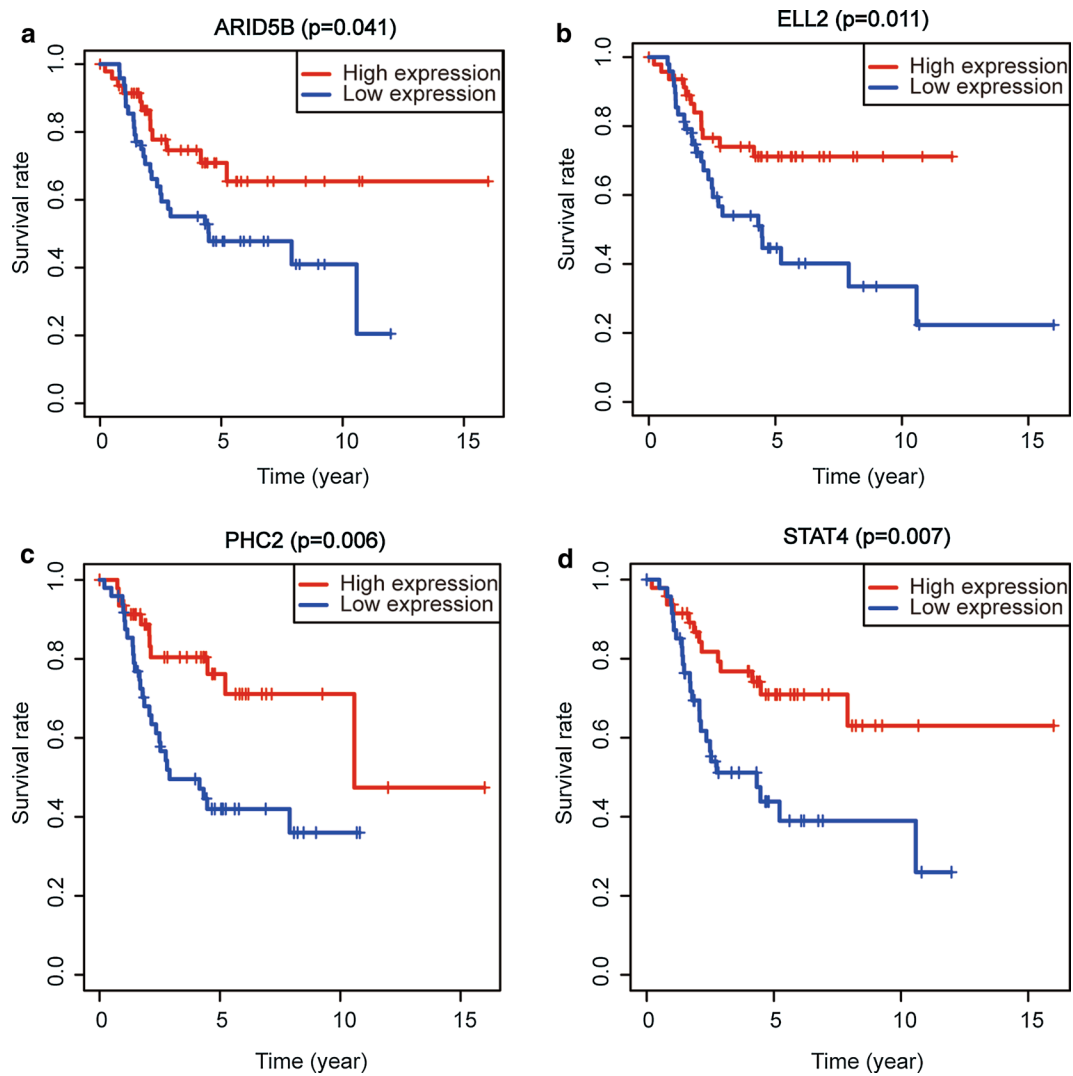 a
ARID5B (p=0.041)
High expression
Low expression
Survival rate
0.0 0.2 0.4 0.6 0.8 1.0
0 5 10 15
Time (year)
b
ELL2 (p=0.011)
High expression
Low expression
Survival rate
0.0 0.2 0.4 0.6 0.8 1.0
0 5 10 15
Time (year)
c
PHC2 (p=0.006)
High expression
Low expression
Survival rate
0.0 0.2 0.4 0.6 0.8 1.0
0 5 10 15
Time (year)
d
STAT4 (p=0.007)
High expression
Low expression
Survival rate
0.0 0.2 0.4 0.6 0.8 1.0
0 5 10 15
Time (year)